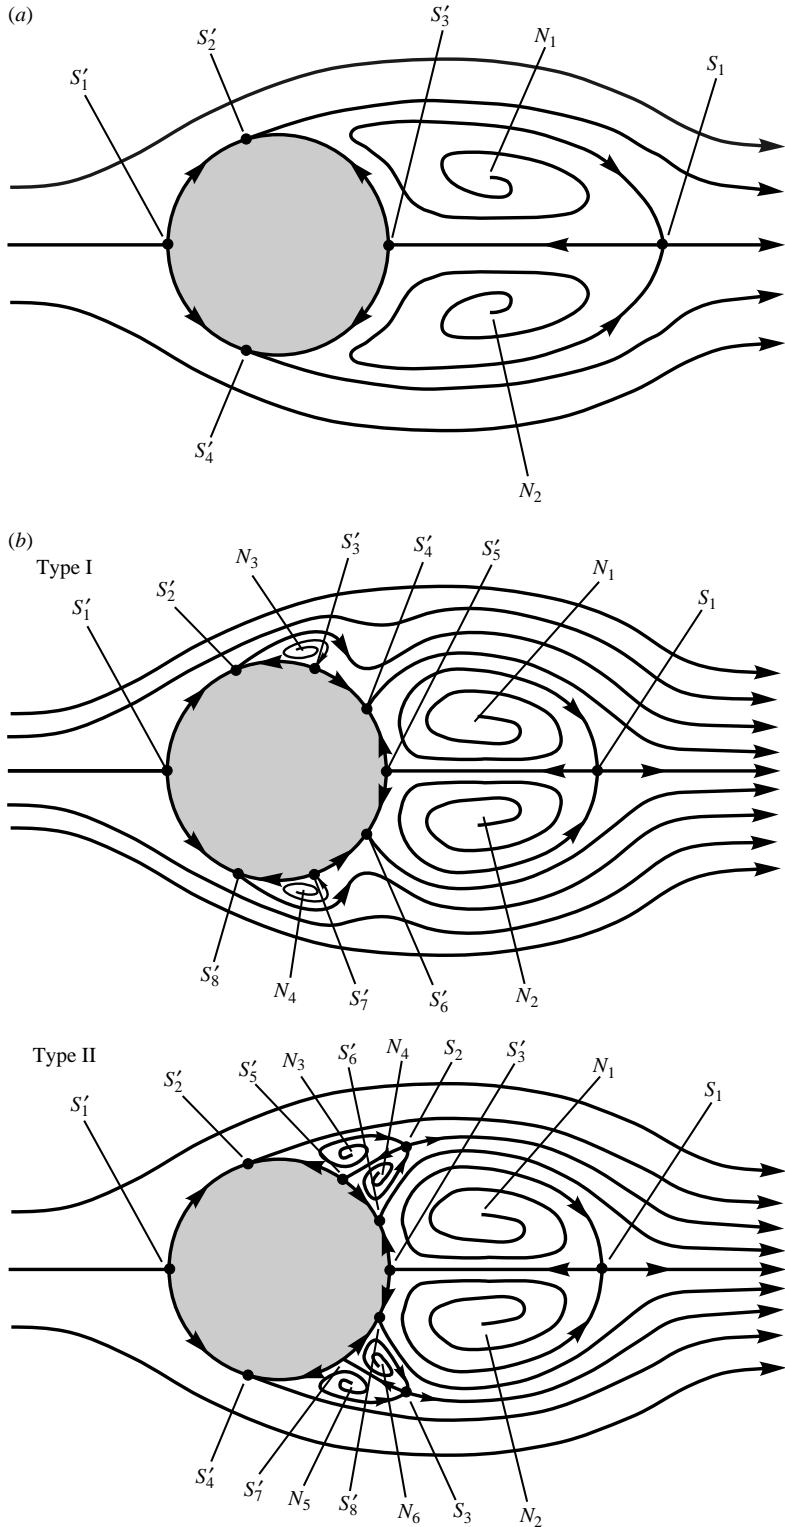 (a)
S′3
S′2
N1
S′1
S1
S′4
N2
(b)
Type I
N3
S′3
S′4
S′5
N1
S′2
S′1
S1
S′8
N4
S′7
S′6
N2
Type II
S′5
N3
S′6
N4
S2
S′3
N1
S′2
S′1
S1
S′4
S′7
N5
S′8
N6
S3
N2